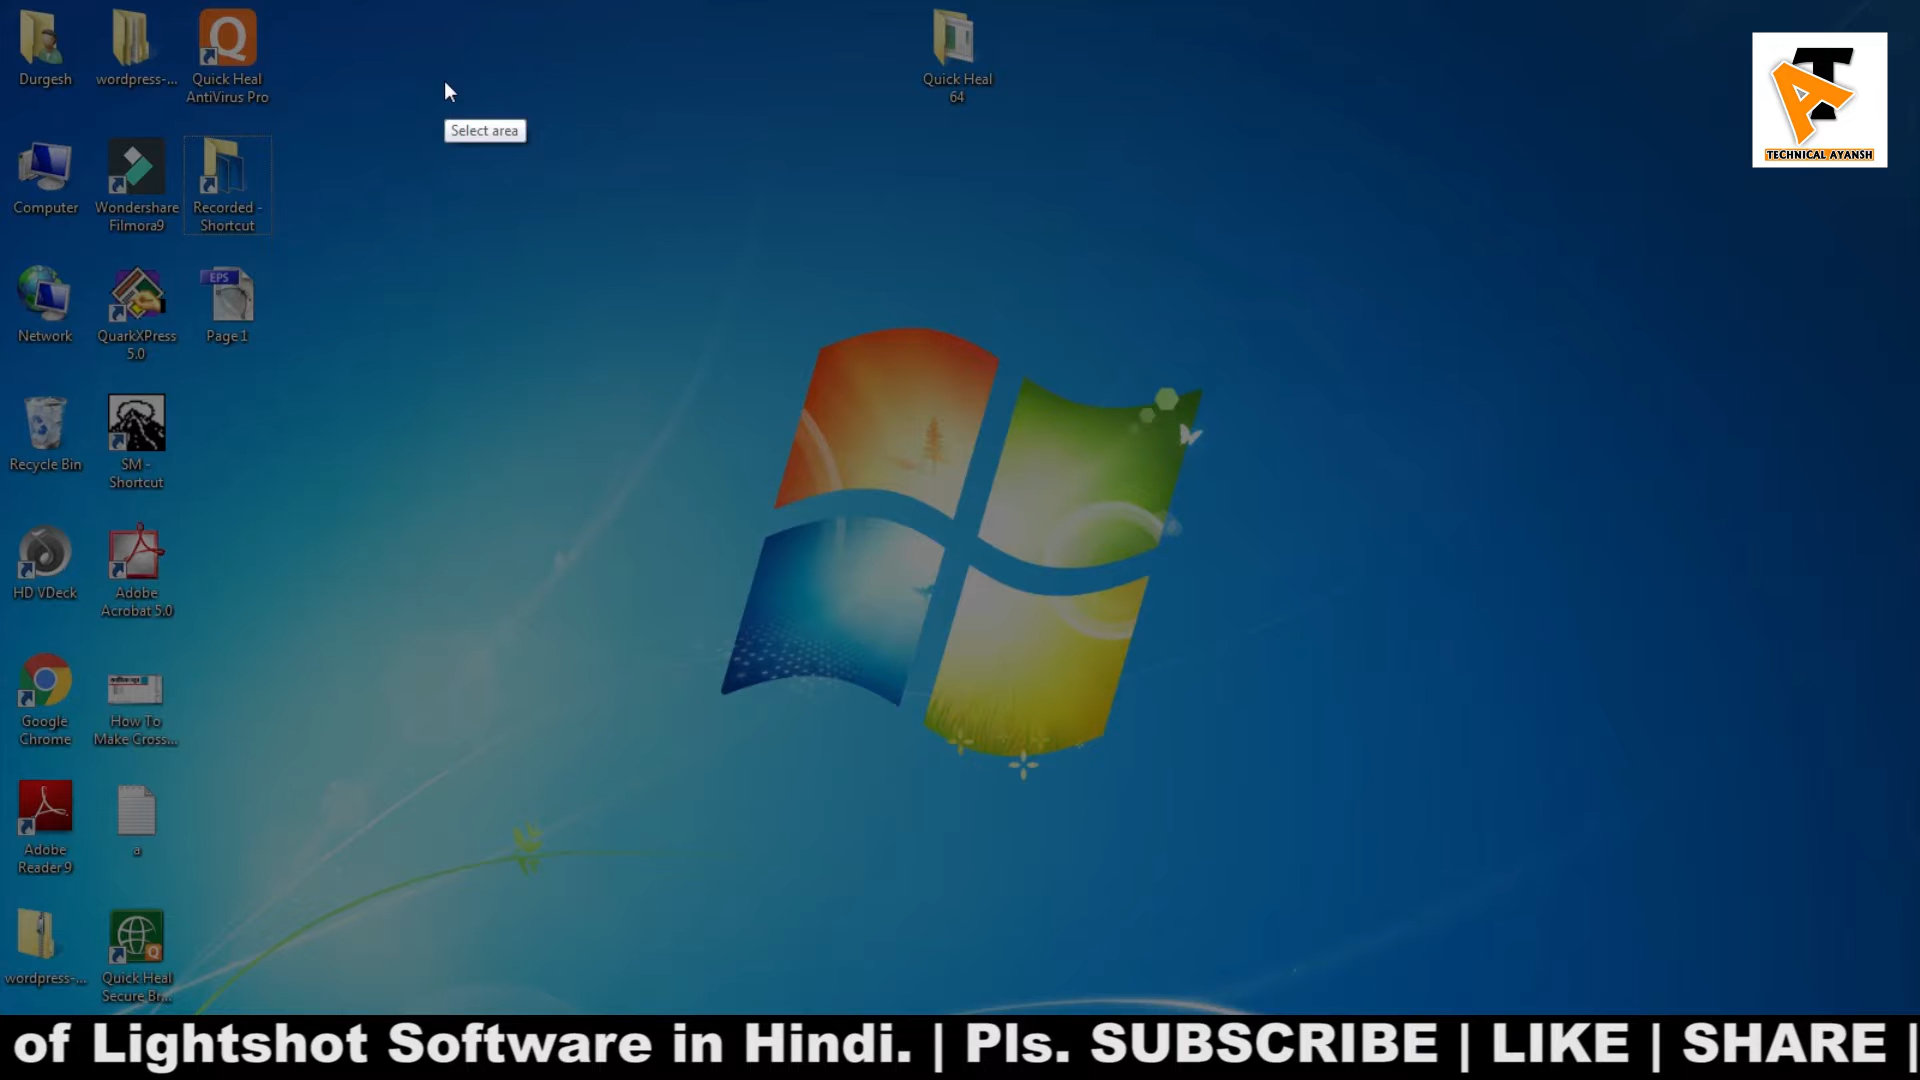 Durgesh
wordpress-...
Quick Heal
AntiVirus Pro
Quick Heal
64
Select area
TECHNICAL AYANSH
Computer
Wondershare
Filmora9
Recorded -
Shortcut
EPS
Network
QuarkXPress
5.0
Page 1
Recycle Bin
SM -
Shortcut
HD VDeck
Adobe
Acrobat 5.0
Google
Chrome
How To
Make Cross...
Adobe
Reader 9
a
wordpress-...
Quick Heal
Secure Br...
of Lightshot Software in Hindi. | Pls. SUBSCRIBE | LIKE | SHARE |